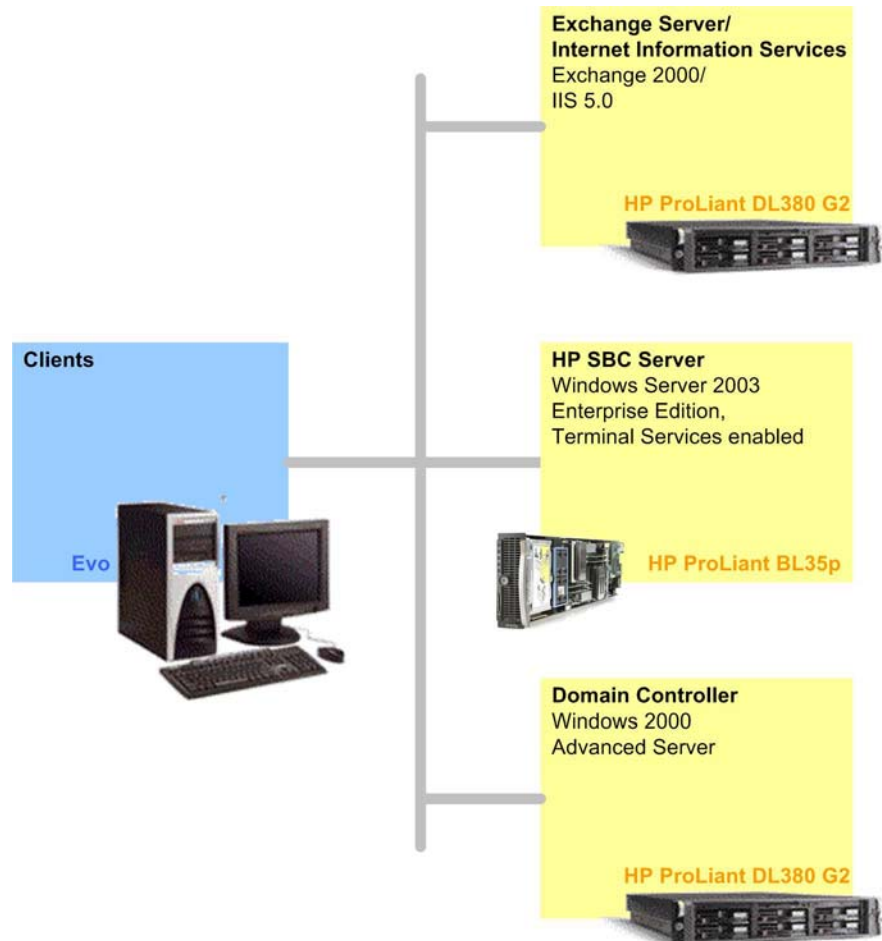 Exchange Server/
Internet Information Services
Exchange 2000/
IIS 5.0
HP ProLiant DL380 G2
Clients
Evo
HP SBC Server
Windows Server 2003
Enterprise Edition,
Terminal Services enabled
HP ProLiant BL35p
Domain Controller
Windows 2000
Advanced Server
HP ProLiant DL380 G2